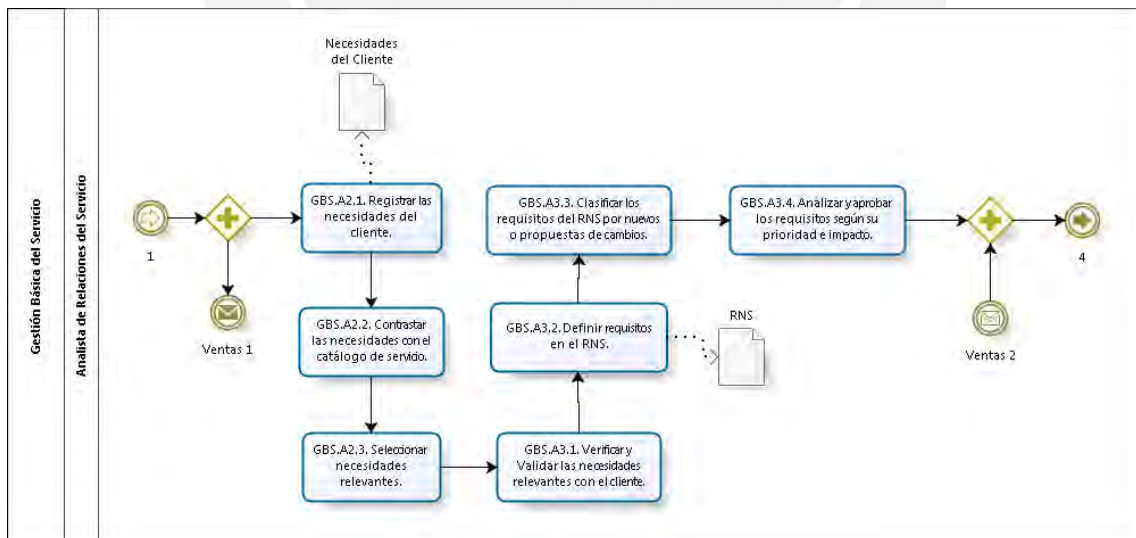 Gestión Básica del Servicio
Analista de Relaciones del Servicio
Necesidades
del Cliente
1
Ventas 1
GBS.A2.1. Registrar las
necesidades del
cliente.
GBS.A2.2. Contrastar
las necesidades con el
catálogo de servicio.
GBS.A2.3. Seleccionar
necesidades
relevantes.
GBS.A3.1. Verificar y
Validar las necesidades
relevantes con el cliente.
GBS.A3.2. Definir requisitos
en el RNS.
RNS
GBS.A3.3. Clasificar los
requisitos del RNS por nuevos
o propuestas de cambios.
GBS.A3.4. Análizar y aprobar
los requisitos según su
prioridad e impacto.
Ventas 2
4